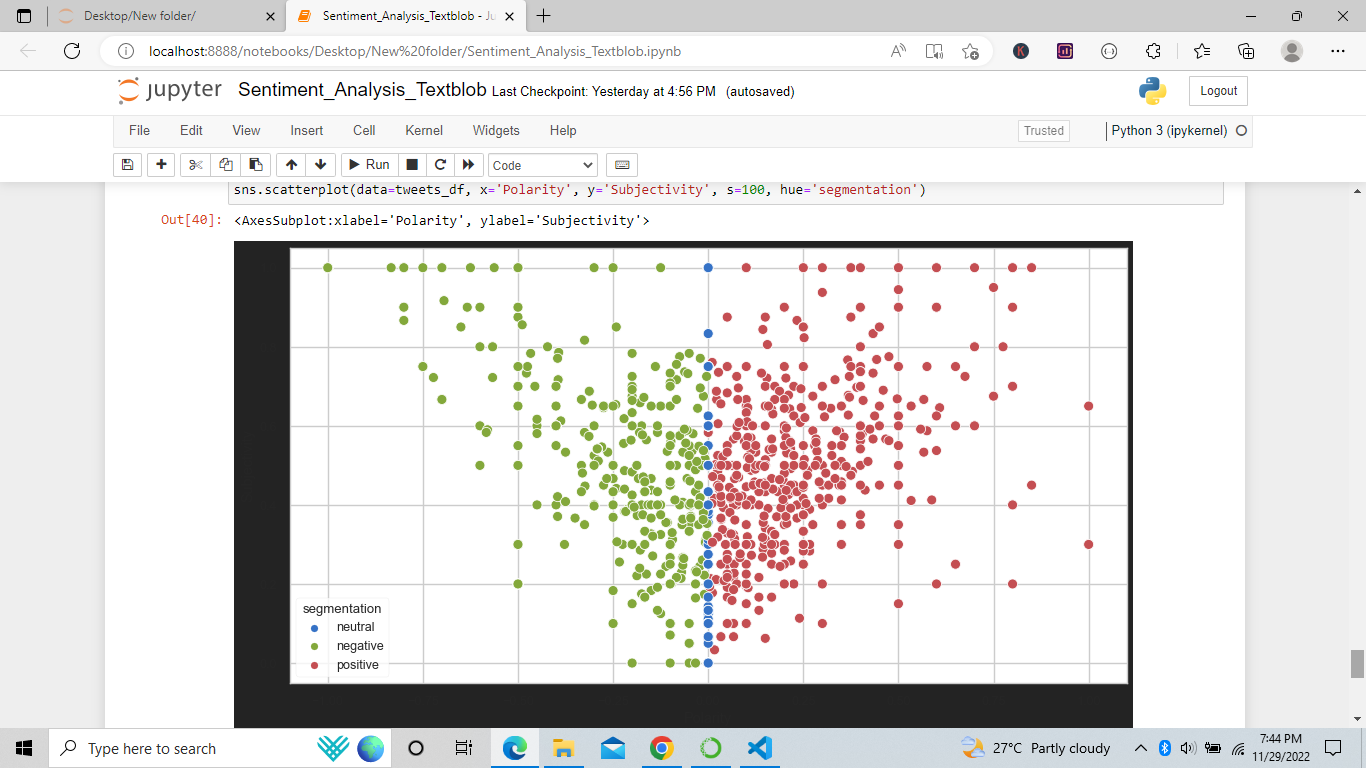 Desktop/New folder/
Sentiment_Analysis_Textblob - Ju
localhost:8888/notebooks/Desktop/New%20folder/Sentiment_Analysis_Textblob.ipynb
jupyter Sentiment_Analysis_Textblob Last Checkpoint: Yesterday at 4:56 PM (autosaved)
Logout
File Edit View Insert Cell Kernel Widgets Help
Trusted
Python 3 (ipykernel)
Run
Code
sns.scatterplot(data=tweets_df, x='Polarity', y='Subjectivity', s=100, hue='segmentation')
Out[40]: <AxesSubplot:xlabel='Polarity', ylabel='Subjectivity'>
segmentation
neutral
negative
positive
Type here to search
27°C Partly cloudy
7:44 PM
11/29/2022